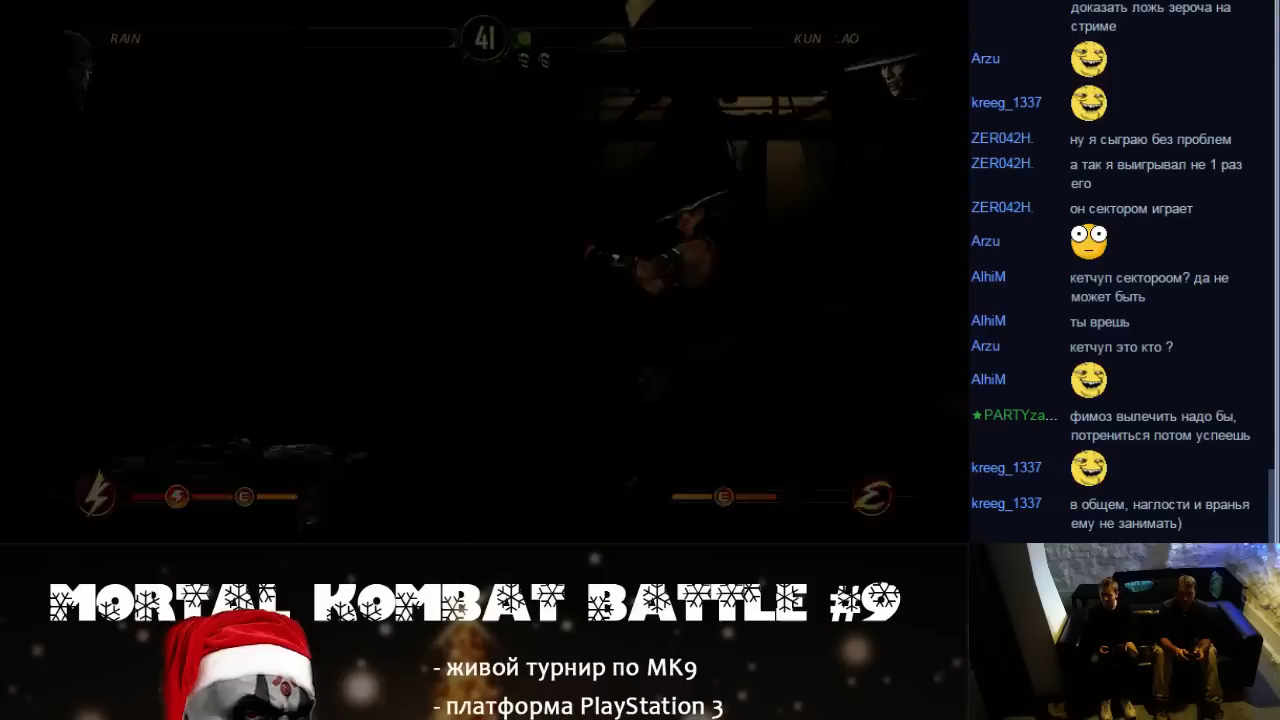 RAIN
41
KUN LAO
доказать ложь зероча на
стриме
Arzu
kreeg_1337
ZER042H.
ну я сыграю без проблем
ZER042H.
а так я выигрывал не 1 раз
его
ZER042H.
он сектором играет
Arzu
AlhiM
кетчуп сектороом? да не
может быть
AlhiM
ты врешь
Arzu
кетчуп это кто ?
AlhiM
★PARTYza...
фимоз вылечить надо бы,
потрениться потом успеешь
kreeg_1337
kreeg_1337
в общем, наглости и вранья
ему не занимать)
E
E
MORTAL KOMBAT BATTLE #9
- живой турнир по MK9
- платформа PlayStation 3